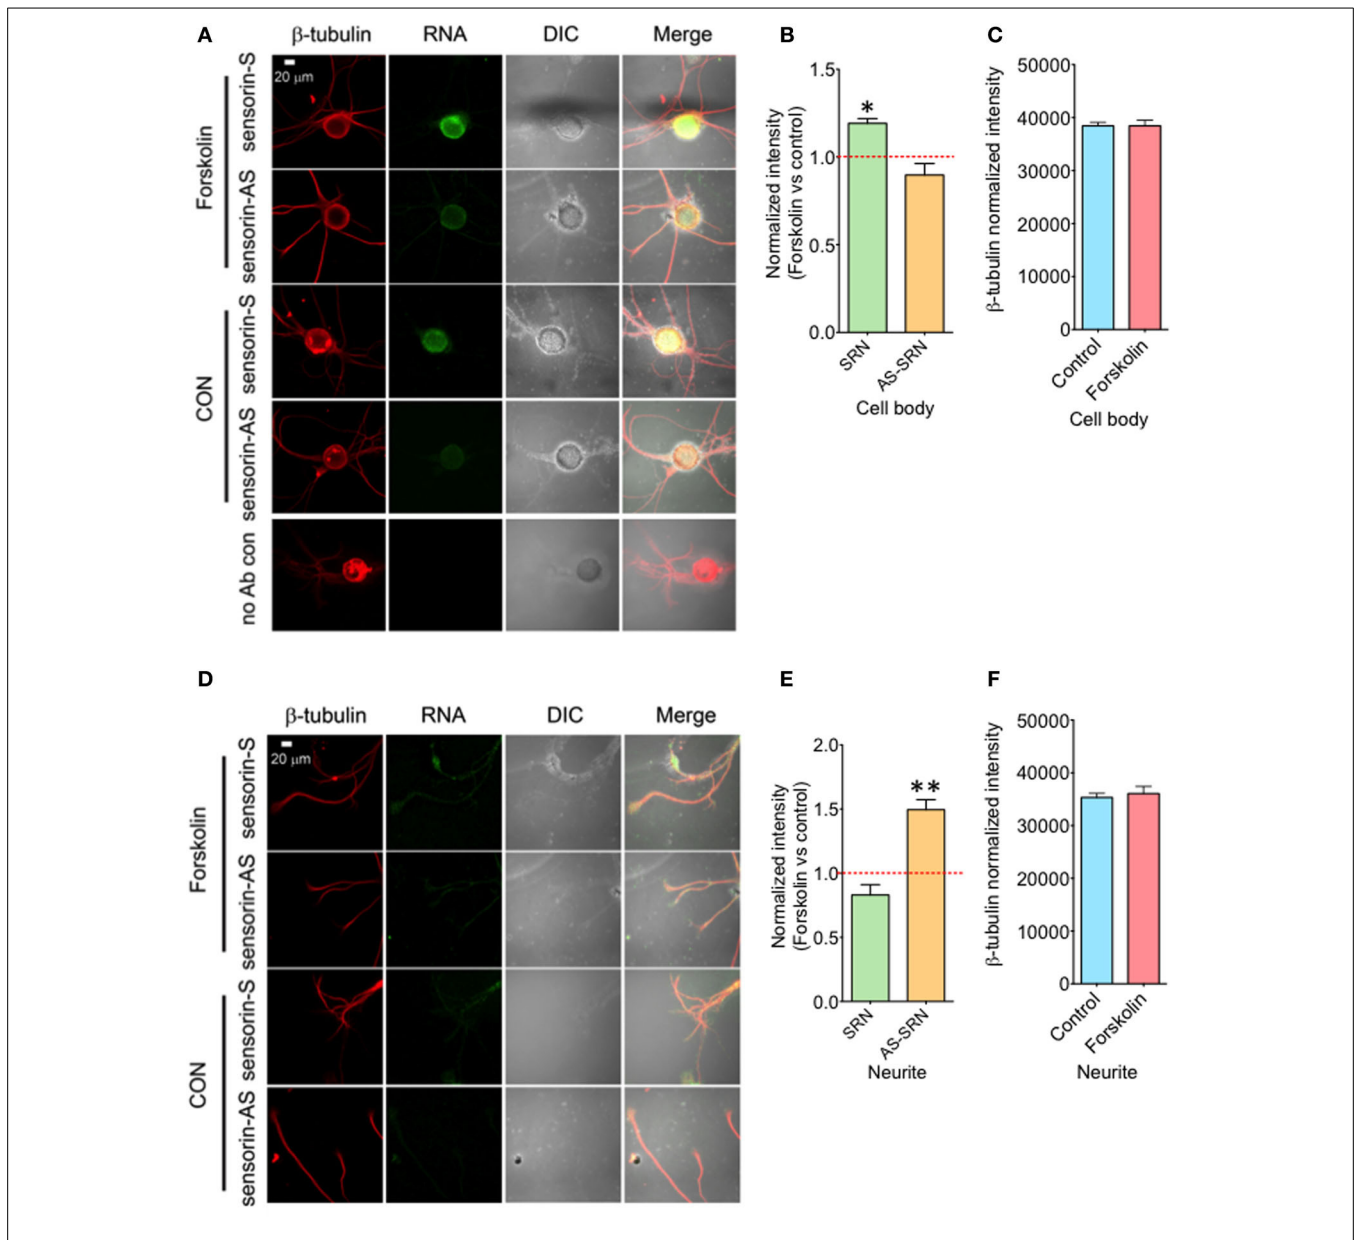 A
β-tubulin RNA DIC Merge
20 μm
Forskolin
sensorin-S
sensorin-AS
CON
sensorin-S
sensorin-AS
no Ab con
B
Normalized intensity
(Forskolin vs control)
1.5
1.0
0.5
0.0
*
SRN
AS-SRN
Cell body
C
β-tubulin normalized intensity
50000
40000
30000
20000
10000
0
Control
Forskolin
Cell body
D
β-tubulin RNA DIC Merge
20 μm
Forskolin
sensorin-S
sensorin-AS
CON
sensorin-S
sensorin-AS
E
Normalized intensity
(Forskolin vs control)
2.0
1.5
1.0
0.5
0.0
**
SRN
AS-SRN
Neurite
F
β-tubulin normalized intensity
50000
40000
30000
20000
10000
0
Control
Forskolin
Neurite